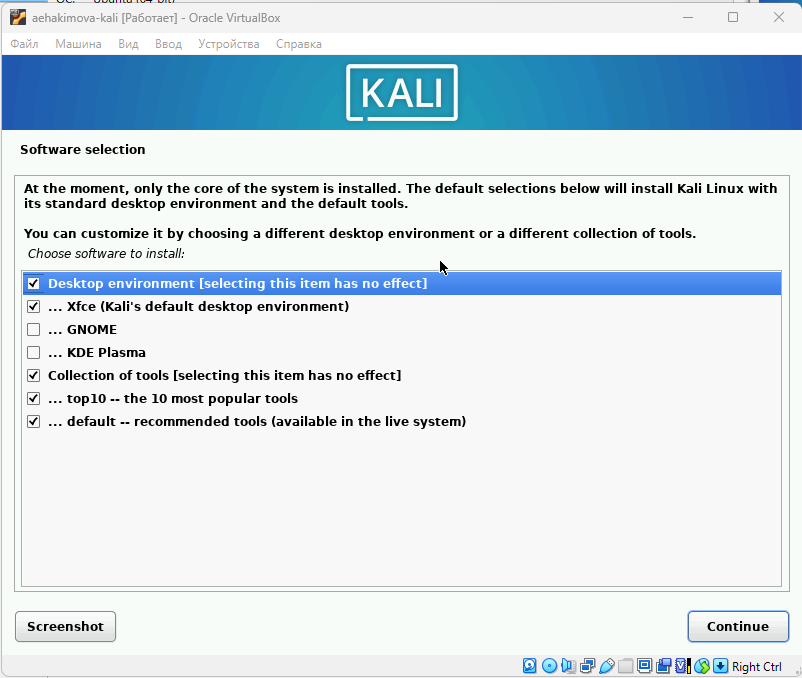 aehakimova-kali [Работает] - Oracle VirtualBox
Файл Машина Вид Ввод Устройства Справка
KALI
Software selection
At the moment, only the core of the system is installed. The default selections below will install Kali Linux with
its standard desktop environment and the default tools.
You can customize it by choosing a different desktop environment or a different collection of tools.
Choose software to install:
Desktop environment [selecting this item has no effect]
... Xfce (Kali's default desktop environment)
... GNOME
... KDE Plasma
Collection of tools [selecting this item has no effect]
... top10 -- the 10 most popular tools
... default -- recommended tools (available in the live system)
Screenshot
Continue
Right Ctrl